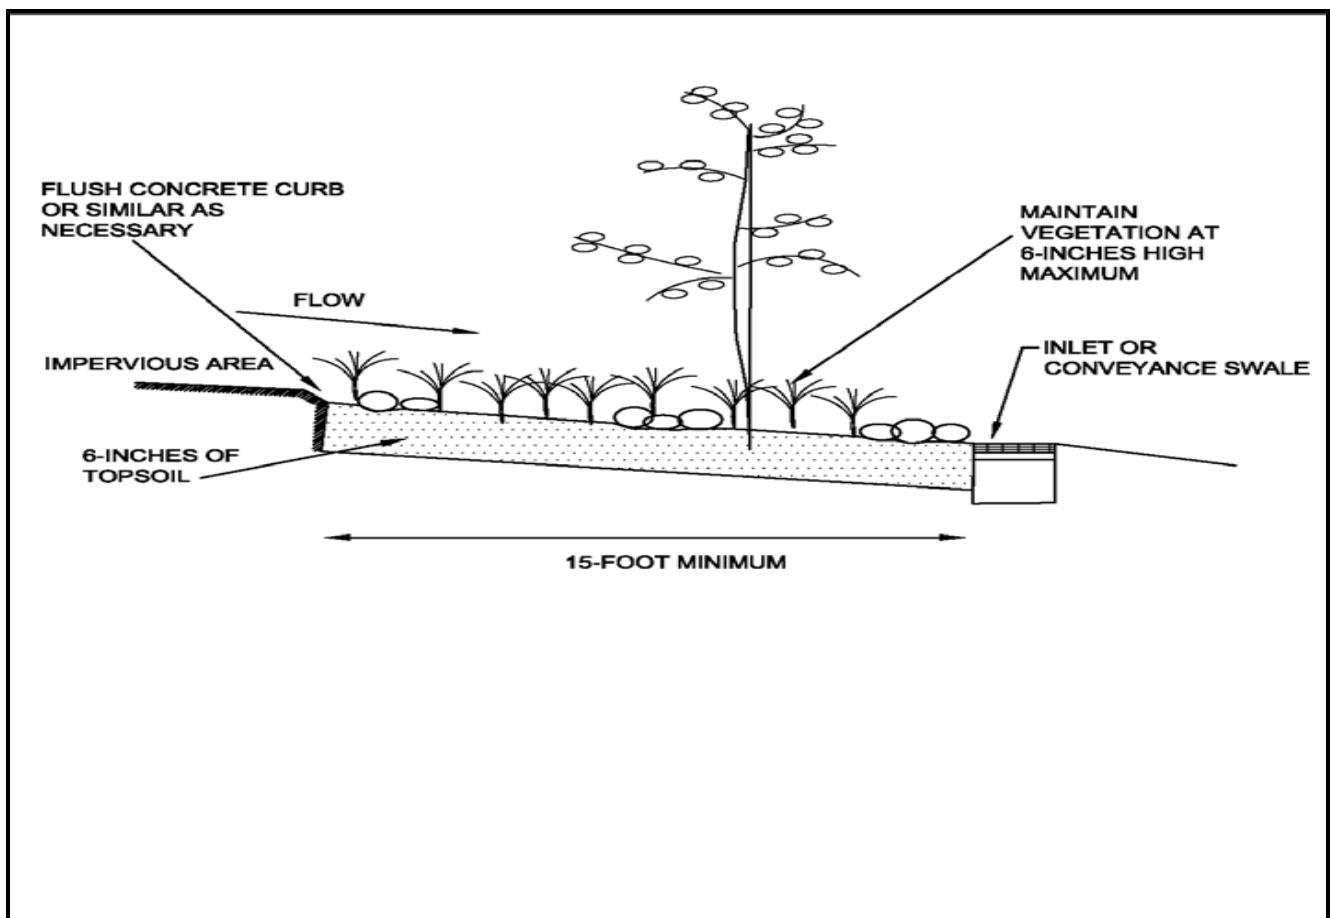 FLUSH CONCRETE CURB
OR SIMILAR AS
NECESSARY
MAINTAIN
VEGETATION AT
6-INCHES HIGH
MAXIMUM
FLOW
IMPERVIOUS AREA
INLET OR
CONVEYANCE SWALE
6-INCHES OF
TOPSOIL
15-FOOT MINIMUM